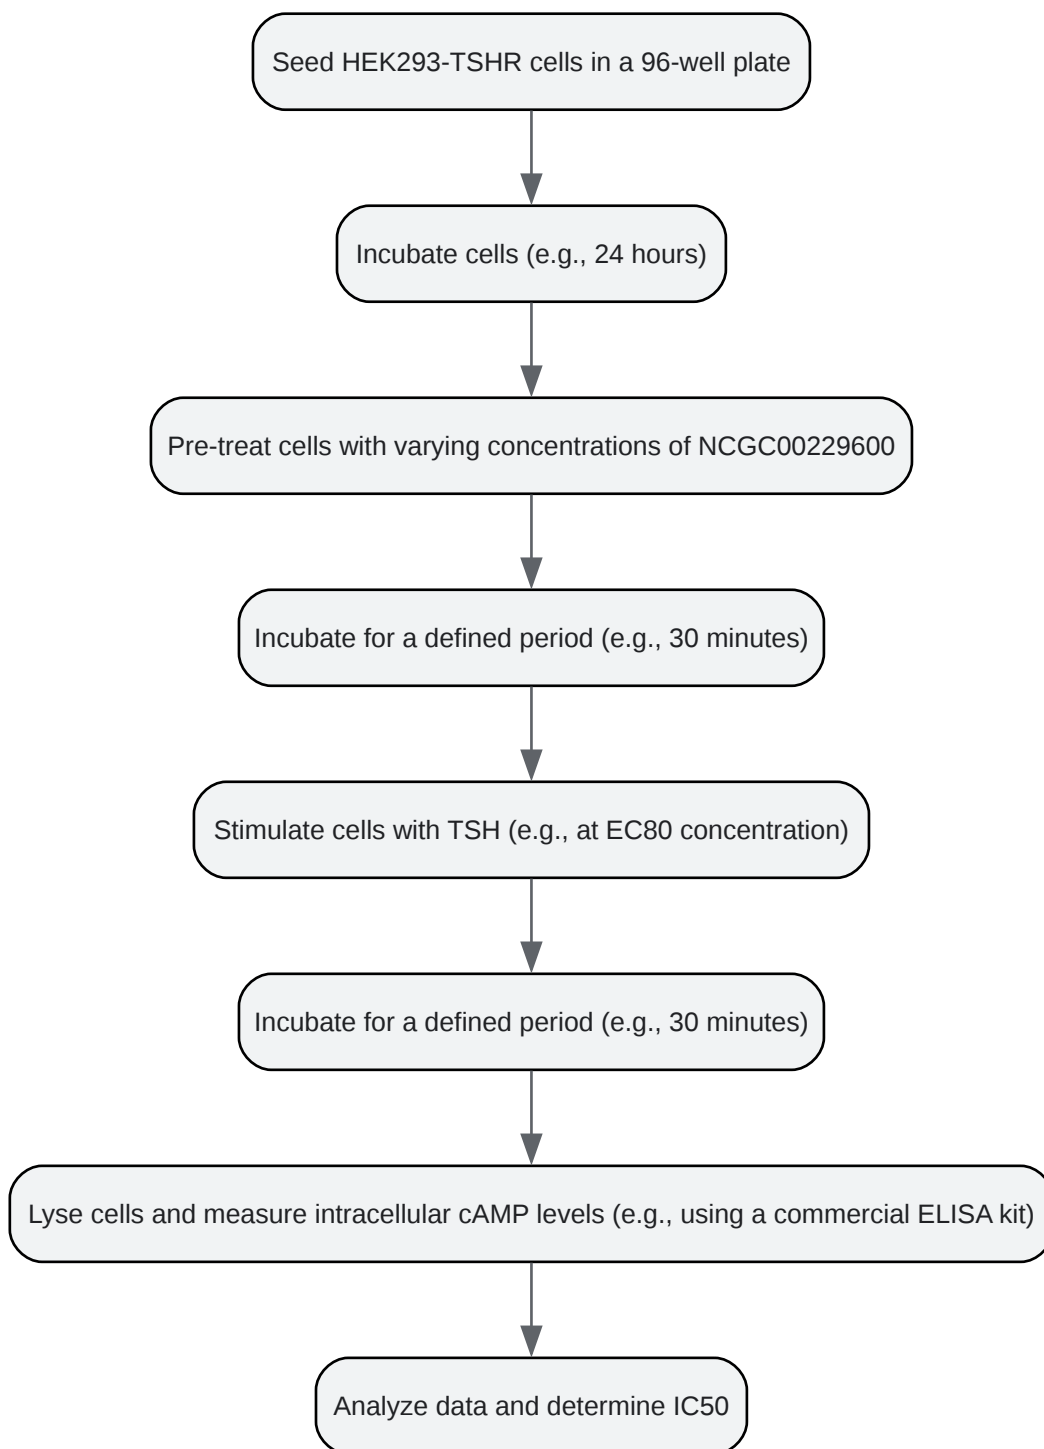 Seed HEK293-TSHR cells in a 96-well plate
Incubate cells (e.g., 24 hours)
Pre-treat cells with varying concentrations of NCGC00229600
Incubate for a defined period (e.g., 30 minutes)
Stimulate cells with TSH (e.g., at EC80 concentration)
Incubate for a defined period (e.g., 30 minutes)
Lyse cells and measure intracellular cAMP levels (e.g., using a commercial ELISA kit)
Analyze data and determine IC50